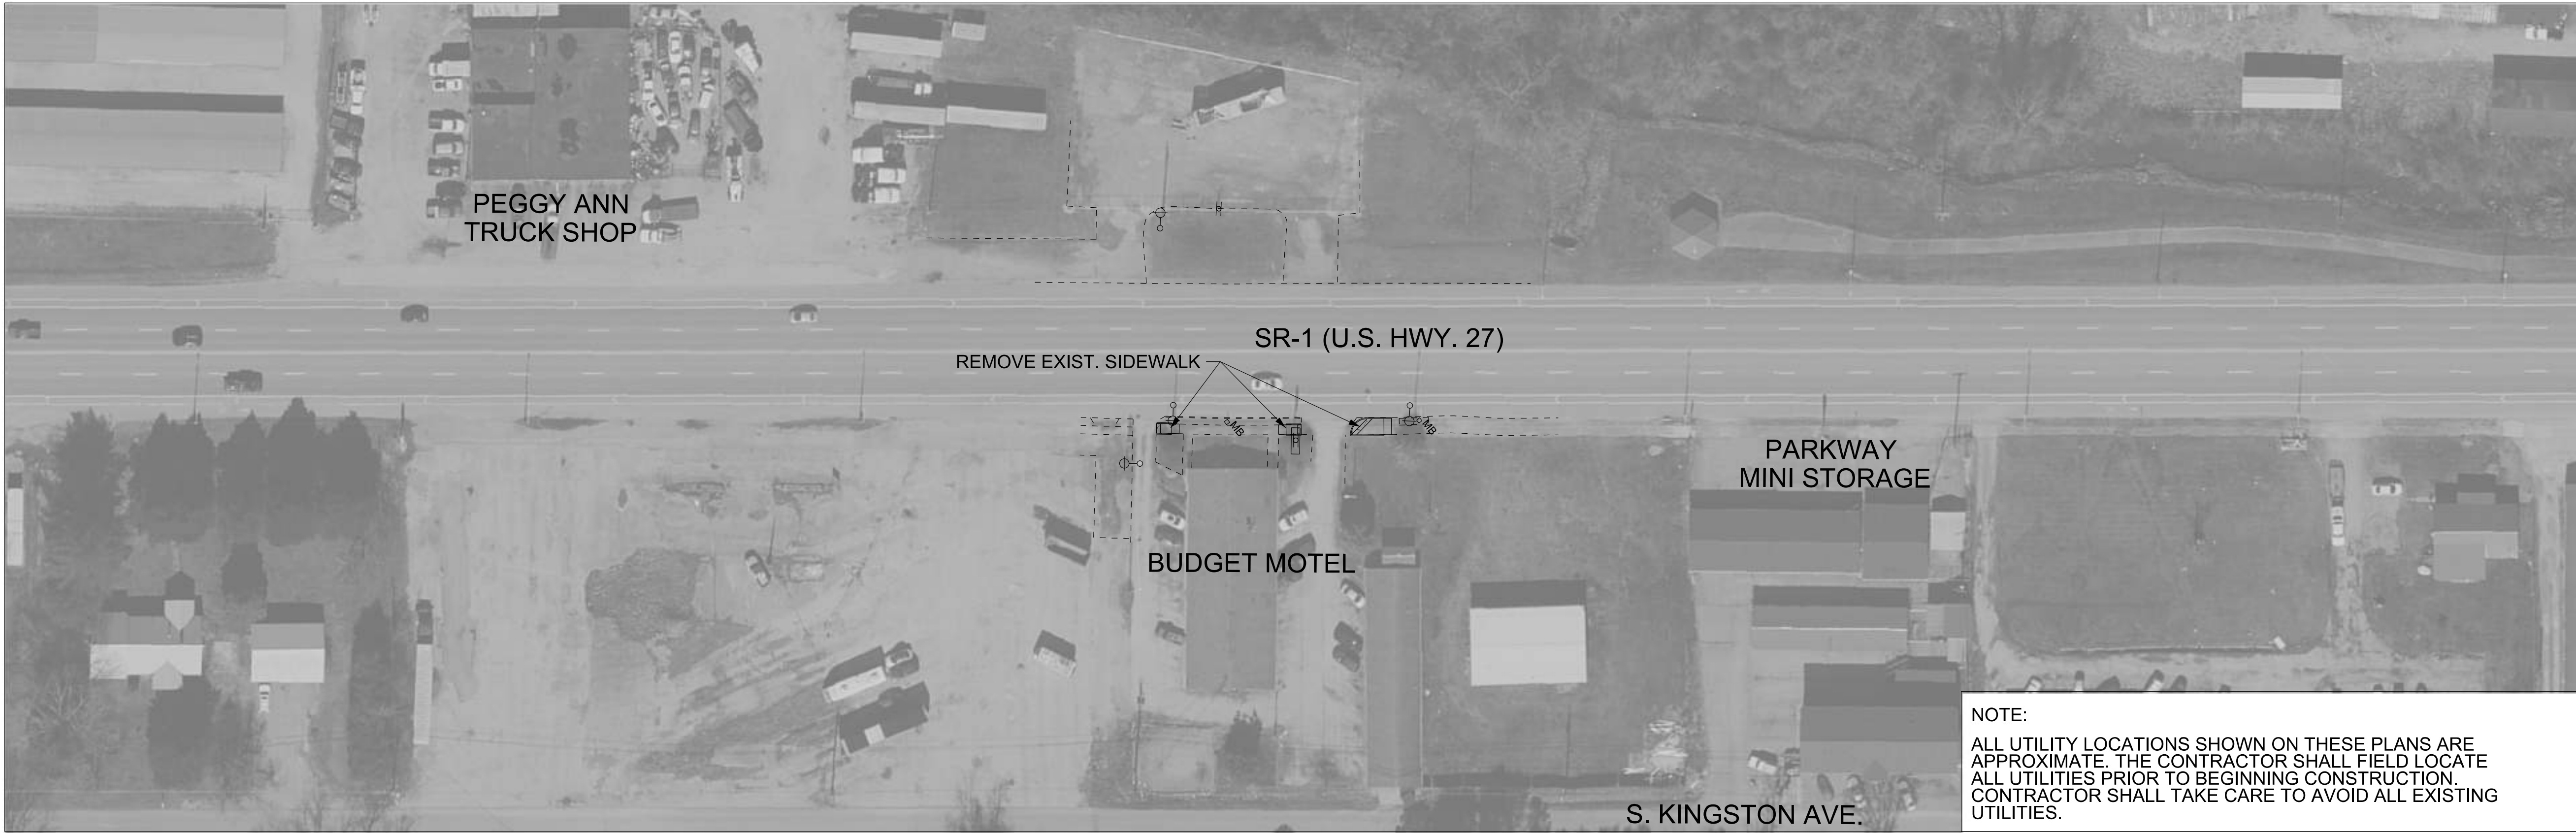 PEGGY ANN
TRUCK SHOP
SR-1 (U.S. HWY. 27)
REMOVE EXIST. SIDEWALK
MB
MB
PARKWAY
MINI STORAGE
BUDGET MOTEL
S. KINGSTON AVE.
NOTE:
ALL UTILITY LOCATIONS SHOWN ON THESE PLANS ARE
APPROXIMATE. THE CONTRACTOR SHALL FIELD LOCATE
ALL UTILITIES PRIOR TO BEGINNING CONSTRUCTION.
CONTRACTOR SHALL TAKE CARE TO AVOID ALL EXISTING
UTILITIES.